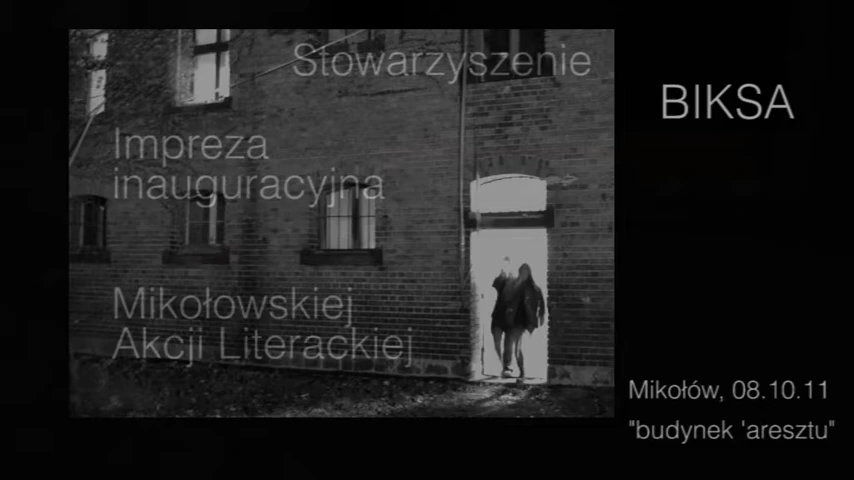 Stowarzyszenie
BIKSA
Impreza
inauguracyjna
Mikołowskiej
Akcji Literackiej
Mikołów, 08.10.11
"budynek 'aresztu"